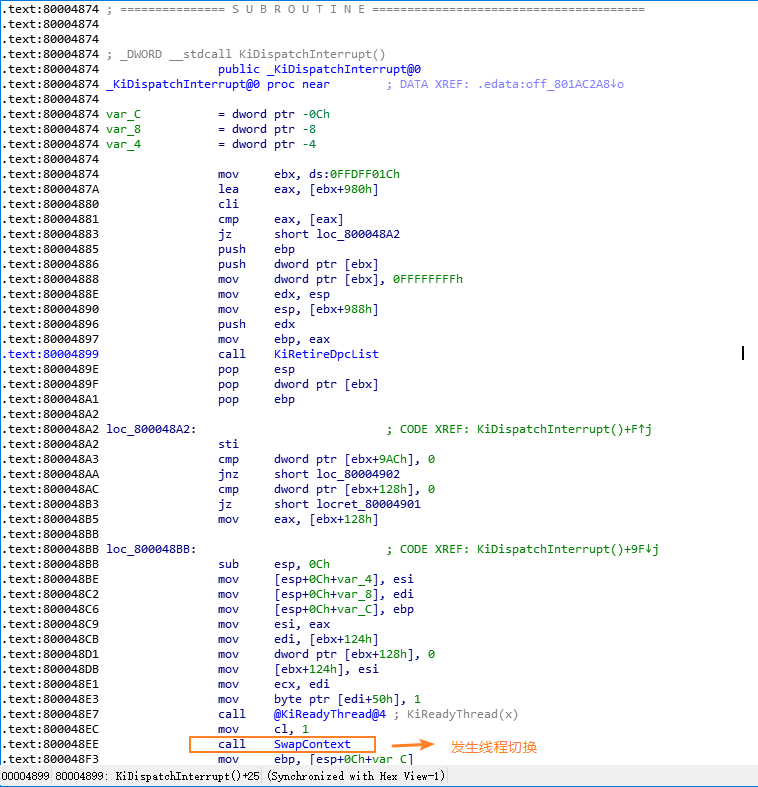 .text:80004874 ; =============== S U B R O U T I N E =======================================
.text:80004874
.text:80004874
.text:80004874 ; _DWORD __stdcall KiDispatchInterrupt()
.text:80004874 public _KiDispatchInterrupt@0
.text:80004874 _KiDispatchInterrupt@0 proc near ; DATA XREF: .edata:off_801AC2A8↓o
.text:80004874
.text:80004874 var_C = dword ptr -0Ch
.text:80004874 var_8 = dword ptr -8
.text:80004874 var_4 = dword ptr -4
.text:80004874
.text:80004874 mov ebx, ds:0FFDFF01Ch
.text:8000487A lea eax, [ebx+980h]
.text:80004880 cli
.text:80004881 cmp eax, [eax]
.text:80004883 jz short loc_800048A2
.text:80004885 push ebp
.text:80004886 push dword ptr [ebx]
.text:80004888 mov dword ptr [ebx], 0FFFFFFFFh
.text:8000488E mov edx, esp
.text:80004890 mov esp, [ebx+988h]
.text:80004896 push edx
.text:80004897 mov ebp, eax
.text:80004899 call KiRetireDpcList
.text:8000489E pop esp
.text:8000489F pop dword ptr [ebx]
.text:800048A1 pop ebp
.text:800048A2
.text:800048A2 loc_800048A2: ; CODE XREF: KiDispatchInterrupt()+F↑j
.text:800048A2 sti
.text:800048A3 cmp dword ptr [ebx+9ACh], 0
.text:800048AA jnz short loc_80004902
.text:800048AC cmp dword ptr [ebx+128h], 0
.text:800048B3 jz short locret_80004901
.text:800048B5 mov eax, [ebx+128h]
.text:800048BB
.text:800048BB loc_800048BB: ; CODE XREF: KiDispatchInterrupt()+9F↓j
.text:800048BB sub esp, 0Ch
.text:800048BE mov [esp+0Ch+var_4], esi
.text:800048C2 mov [esp+0Ch+var_8], edi
.text:800048C6 mov [esp+0Ch+var_C], ebp
.text:800048C9 mov esi, eax
.text:800048CB mov edi, [ebx+124h]
.text:800048D1 mov dword ptr [ebx+128h], 0
.text:800048DB mov [ebx+124h], esi
.text:800048E1 mov ecx, edi
.text:800048E3 mov byte ptr [edi+50h], 1
.text:800048E7 call @KiReadyThread@4 ; KiReadyThread(x)
.text:800048EC mov cl, 1
.text:800048EE call SwapContext 发生线程切换
.text:800048F3 mov ebp, [esp+0Ch+var_C]
00004899 80004899: KiDispatchInterrupt()+25 (Synchronized with Hex View-1)